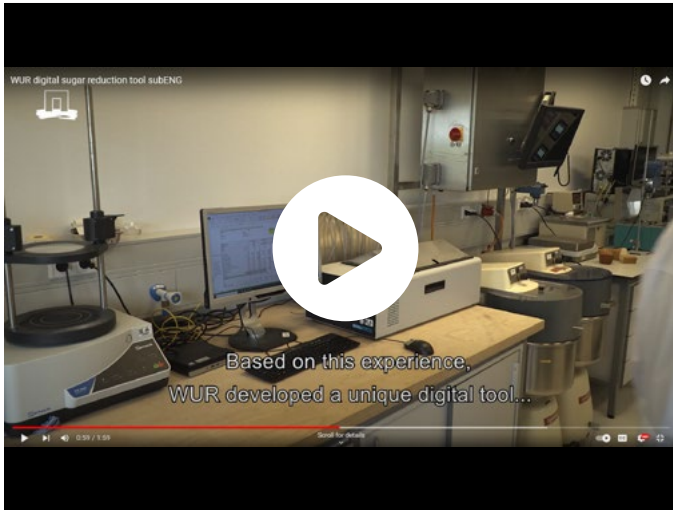 WUR digital sugar reduction tool subENG
Based on this experience,
WUR developed a unique digital tool...
Scroll for details
0:59 / 1:59